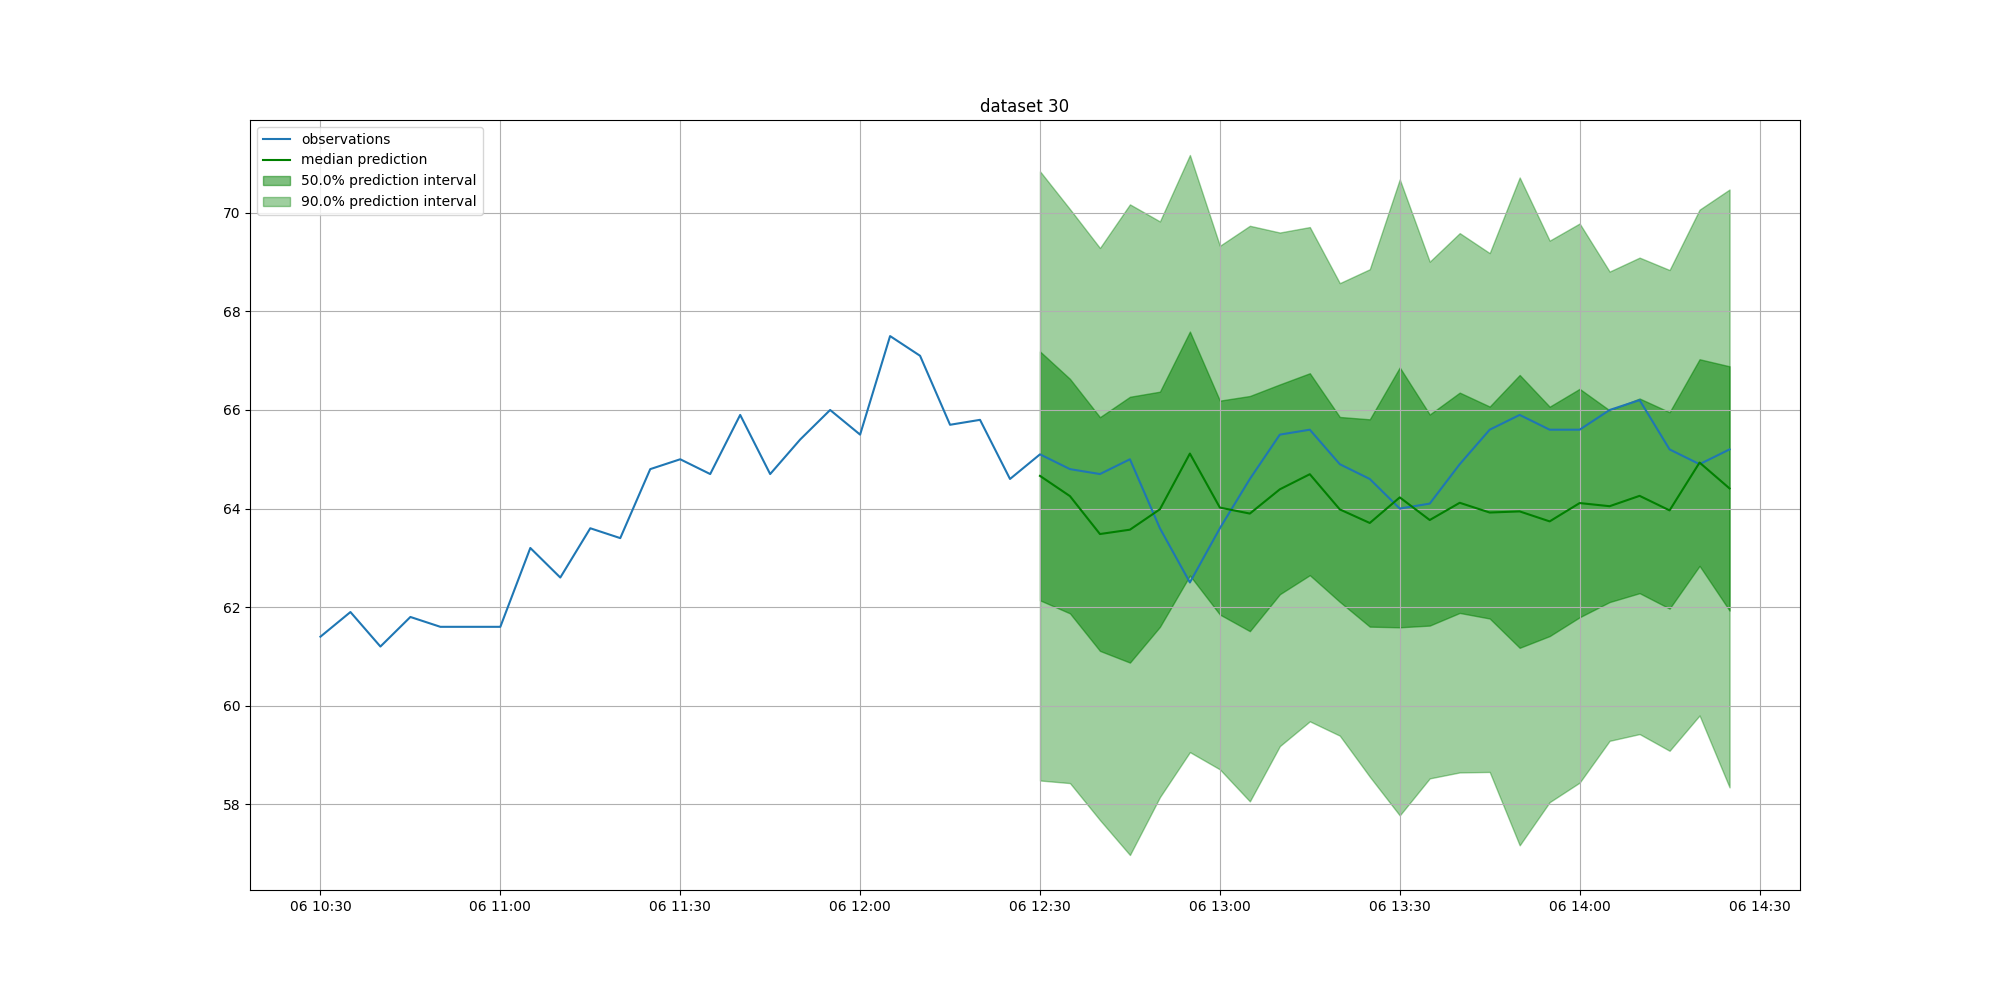 dataset 30
observations
median prediction
50.0% prediction interval
90.0% prediction interval
70
68
66
64
62
60
58
06 10:30 06 11:00 06 11:30 06 12:00 06 12:30 06 13:00 06 13:30 06 14:00 06 14:30